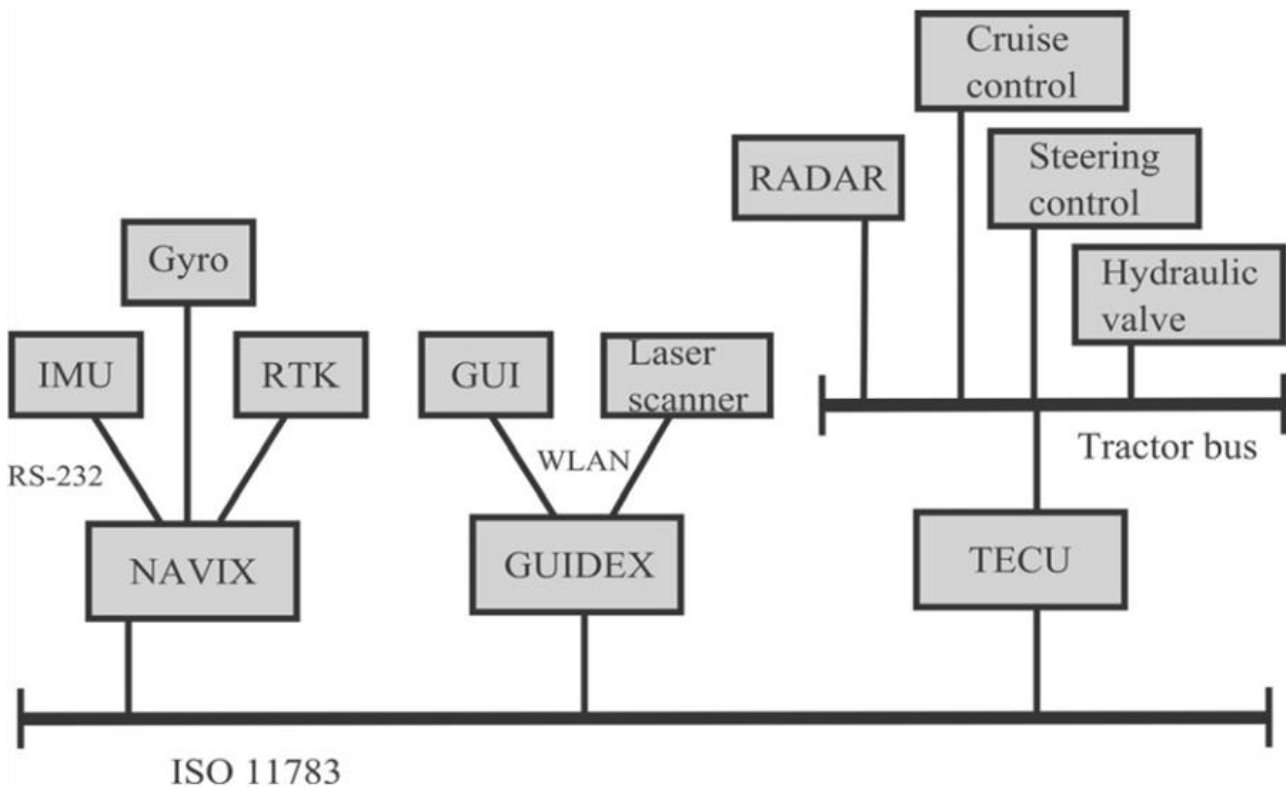 Cruise
control
RADAR
Steering
control
Gyro
Hydraulic
valve
IMU
RTK
GUI
Laser
scanner
RS-232
WLAN
Tractor bus
NAVIX
GUIDEX
TECU
ISO 11783